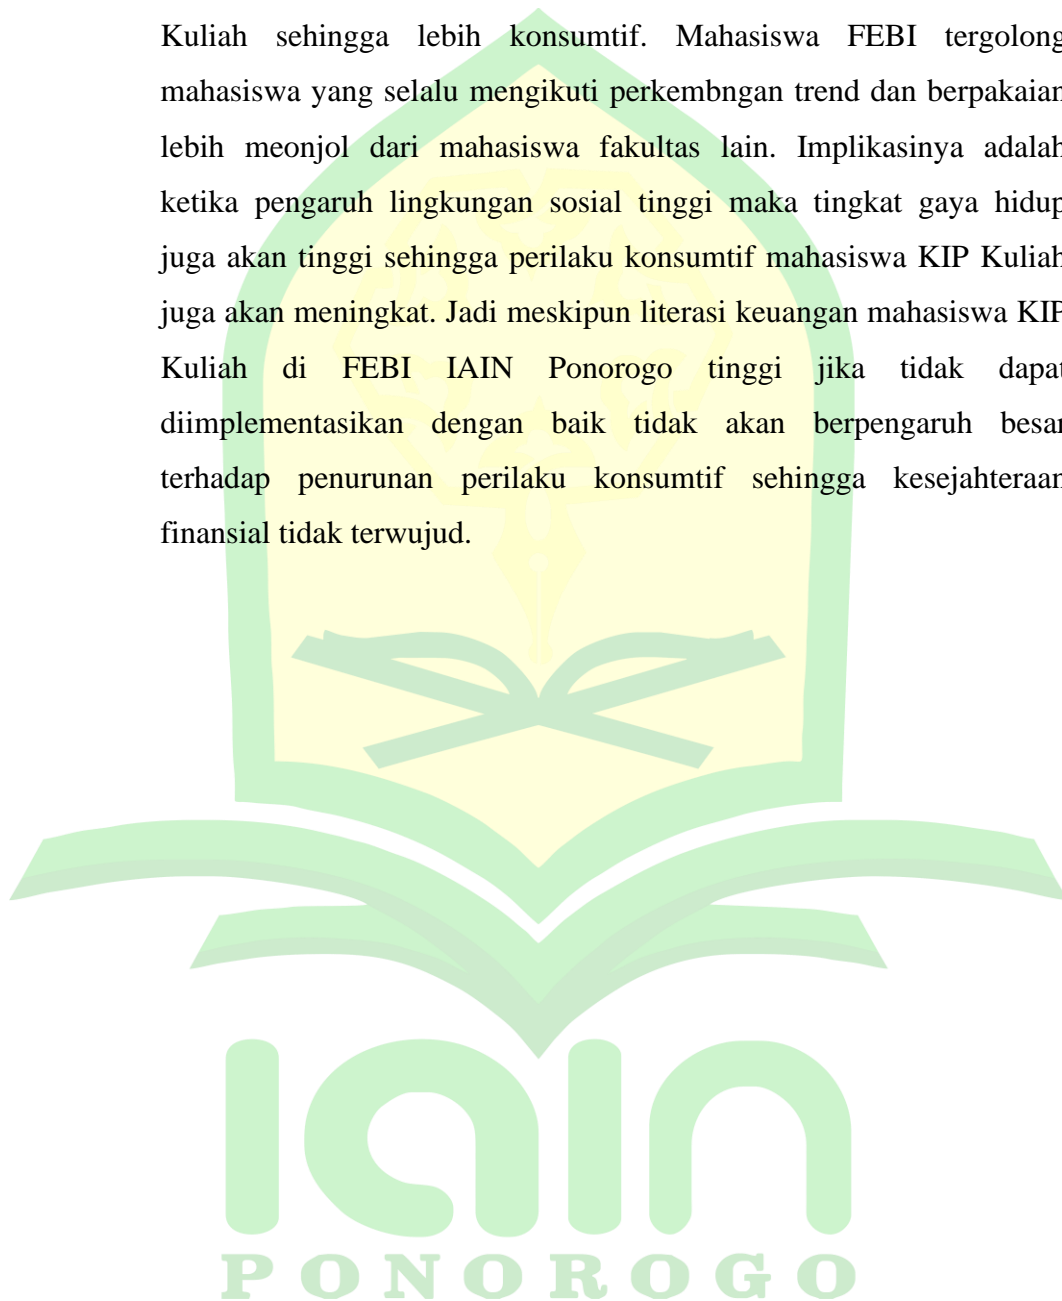 Kuliah sehingga lebih konsumtif. Mahasiswa FEBI tergolong
mahasiswa yang selalu mengikuti perkembngan trend dan berpakaian
lebih meonjol dari mahasiswa fakultas lain. Implikasinya adalah
ketika pengaruh lingkungan sosial tinggi maka tingkat gaya hidup
juga akan tinggi sehingga perilaku konsumtif mahasiswa KIP Kuliah
juga akan meningkat. Jadi meskipun literasi keuangan mahasiswa KIP
Kuliah di FEBI IAIN Ponorogo tinggi jika tidak dapat
diimplementasikan dengan baik tidak akan berpengaruh besar
terhadap penurunan perilaku konsumtif sehingga kesejahteraan
finansial tidak terwujud.
iain
PONOROGO